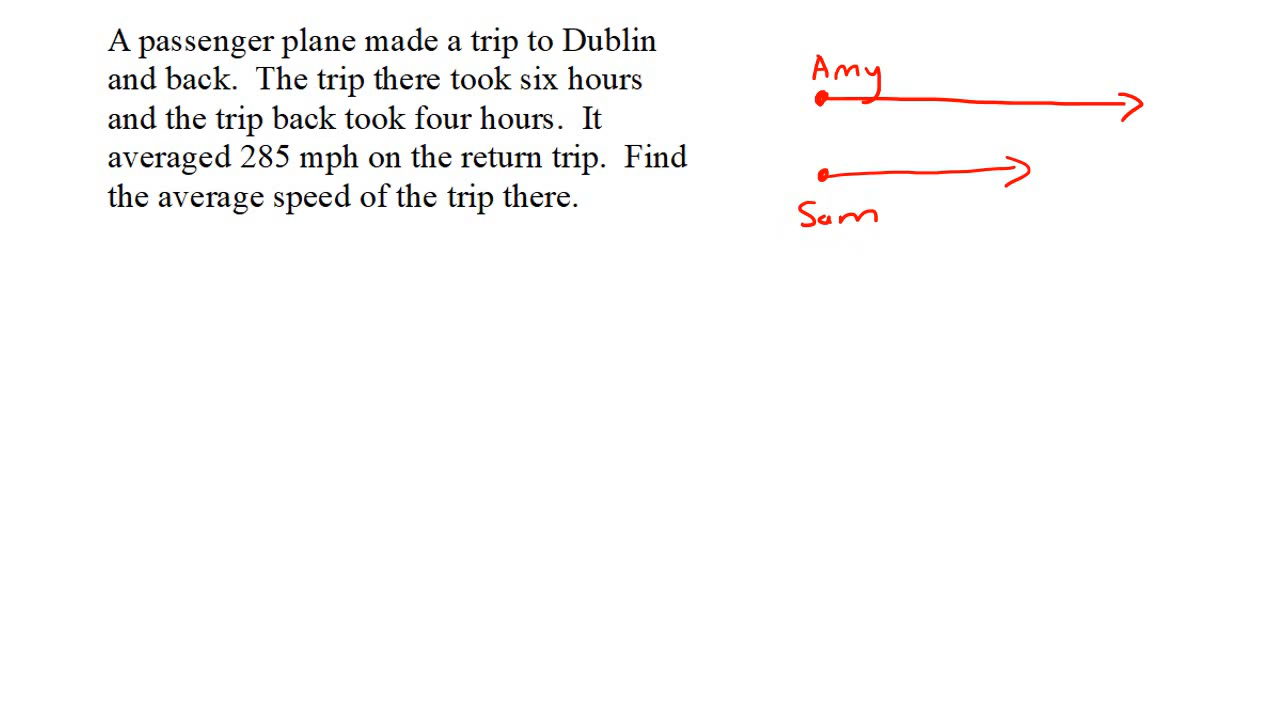 A passenger plane made a trip to Dublin
and back.  The trip there took six hours
and the trip back took four hours.  It
averaged 285 mph on the return trip.  Find
the average speed of the trip there.
Amy
Sam